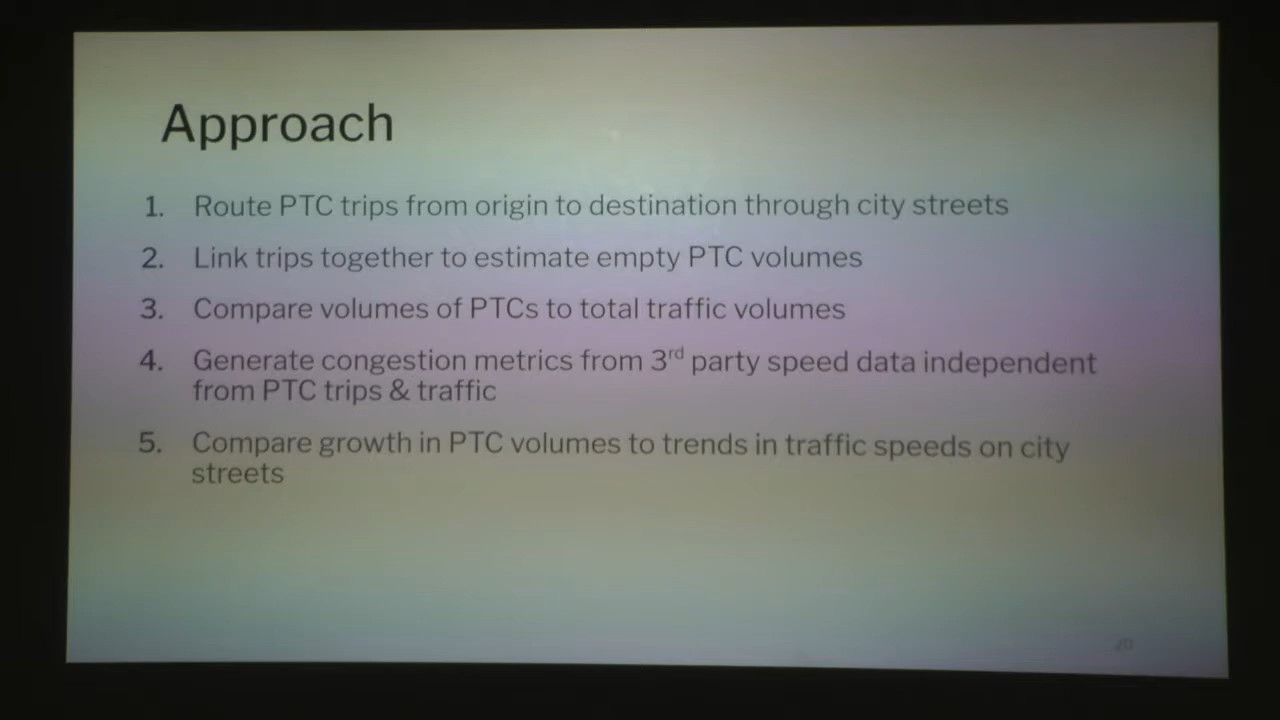 Approach
1. Route PTC trips from origin to destination through city streets
2. Link trips together to estimate empty PTC volumes
3. Compare volumes of PTCs to total traffic volumes
4. Generate congestion metrics from 3rd party speed data independent
from PTC trips & traffic
5. Compare growth in PTC volumes to trends in traffic speeds on city
streets
20